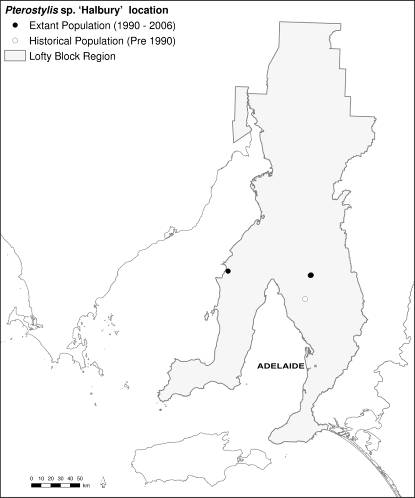 Pterostylis sp. ‘Halbury’ location
Extant Population (1990 - 2006)
Historical Population (Pre 1990)
Lofty Block Region
ADELAIDE
0 10 20 30 40 50
km